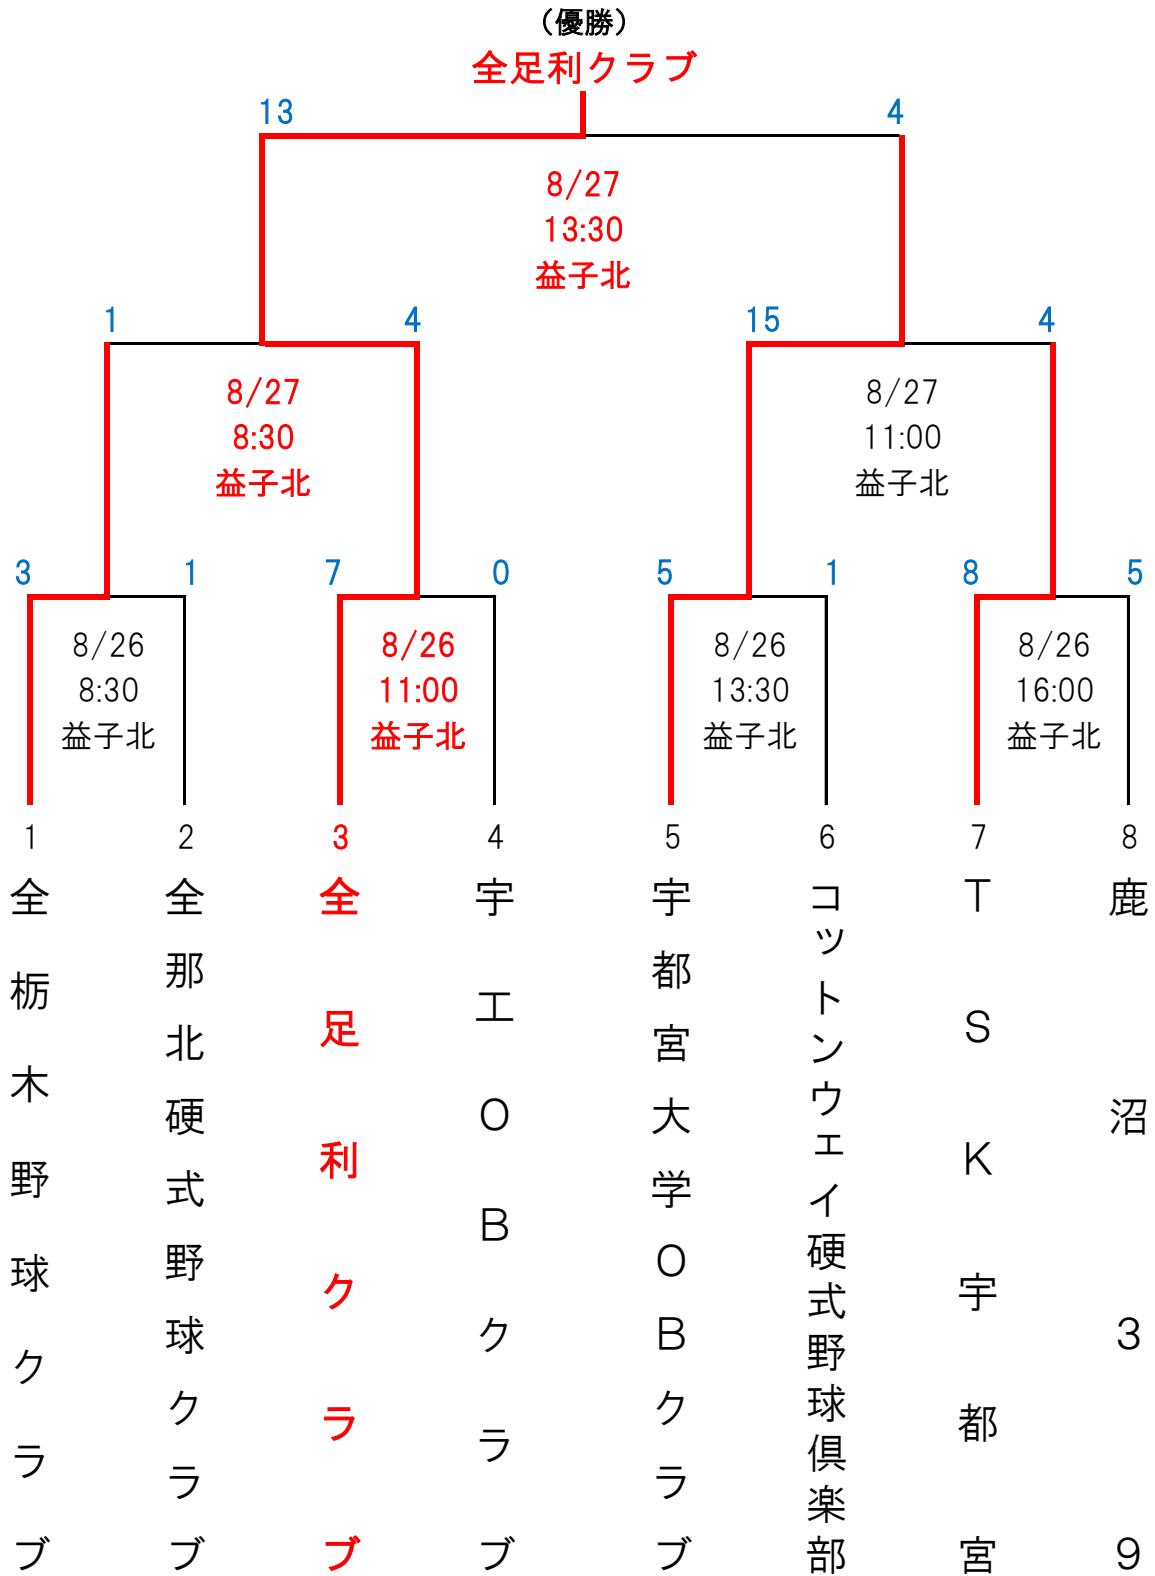 （優勝）
全足利クラブ
13
4
8/27
13:30
益子北
1
4
15
4
8/27
8:30
益子北
8/27
11:00
益子北
3
1
7
0
5
1
8
5
8/26
8:30
益子北
8/26
11:00
益子北
8/26
13:30
益子北
8/26
16:00
益子北
1
全栃木野球クラブ
2
全那北硬式野球クラブ
3
全足利クラブ
4
宇工ＯＢクラブ
5
宇都宮大学ＯＢクラブ
6
コットンウェイ硬式野球倶楽部
7
ＴＳＫ宇都宮
8
鹿沼３９